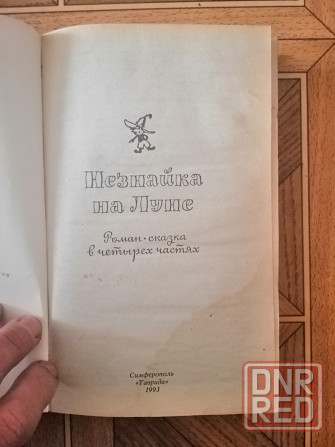 Незнайка
на Луне
Роман-сказка
в четырех частях
Симферополь
«Таврида»
1993
DNR
RED